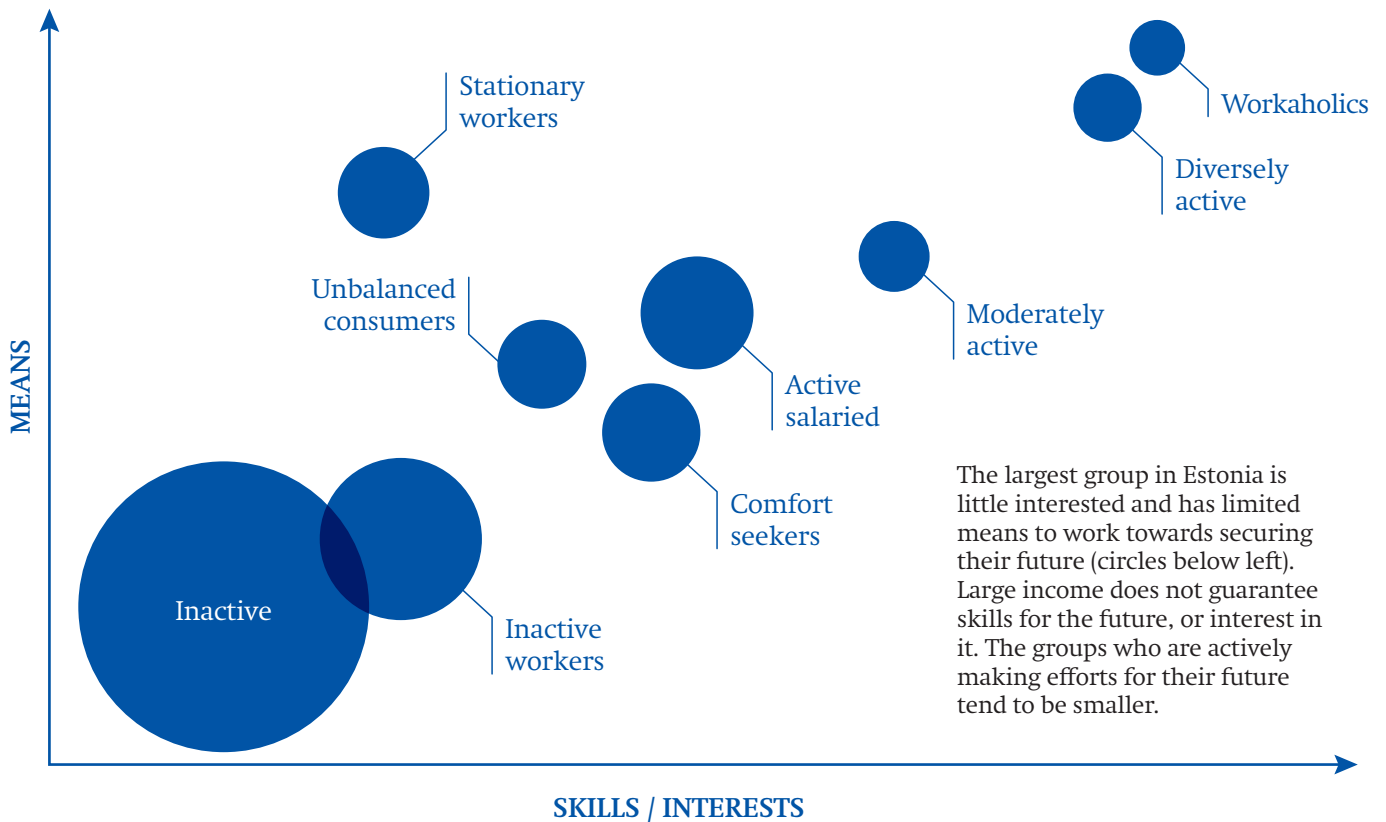 Stationary
workers
Workaholics
Diversely
active
Unbalanced
consumers
Moderately
active
MEANS
Active
salaried
Comfort
seekers
Inactive
Inactive
workers
The largest group in Estonia is
little interested and has limited
means to work towards securing
their future (circles below left).
Large income does not guarantee
skills for the future, or interest in
it. The groups who are actively
making efforts for their future
tend to be smaller.
SKILLS / INTERESTS